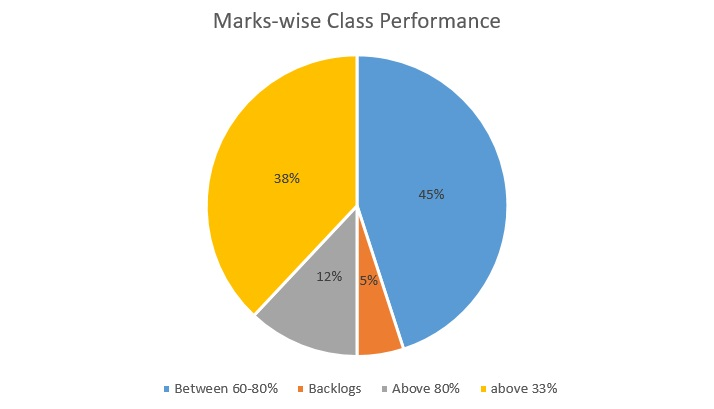 Marks-wise Class Performance
38%
45%
12%
5%
Between 60-80% Backlogs Above 80% above 33%